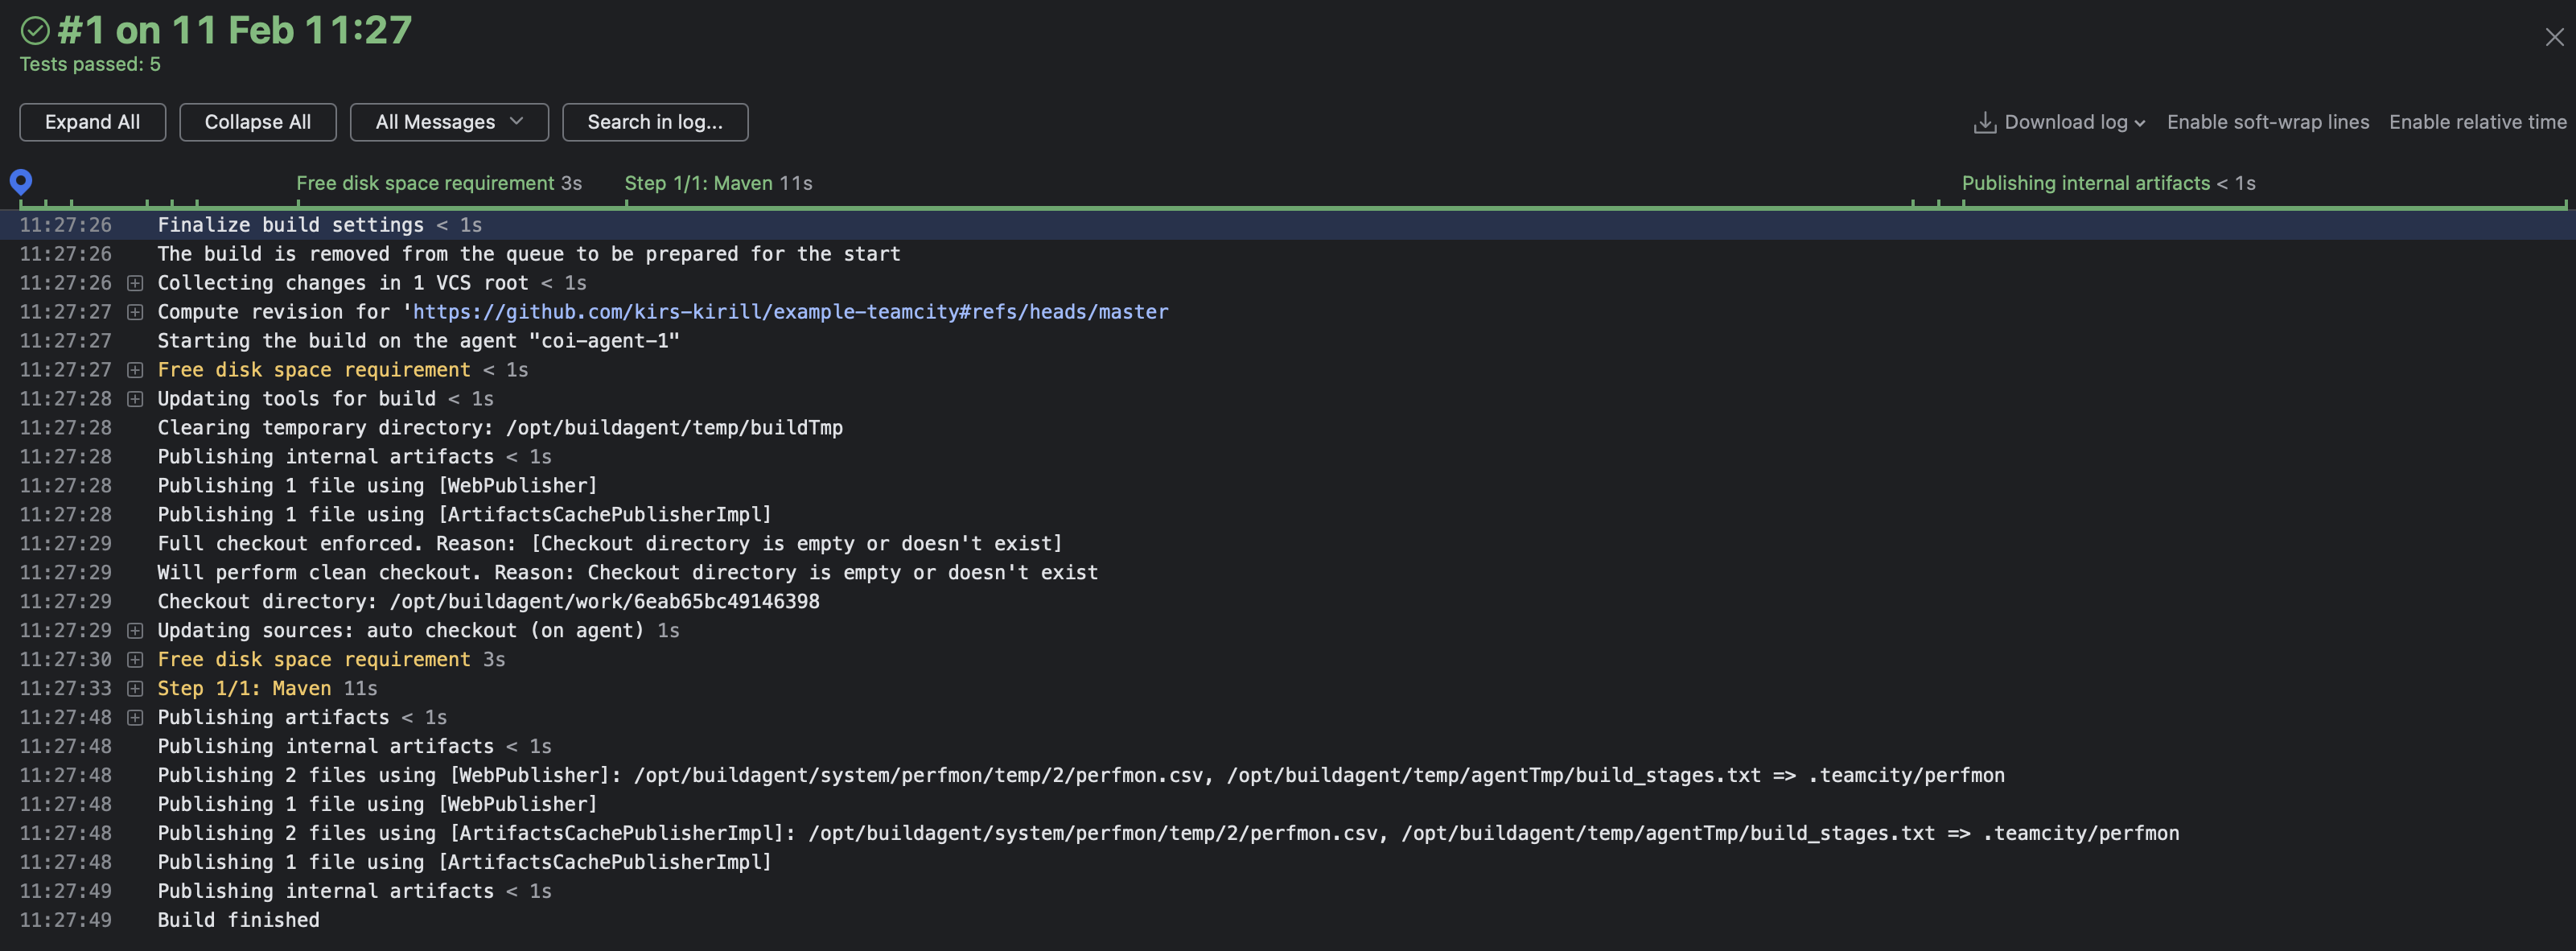 #1 on 11 Feb 11:27
Tests passed: 5
Expand All Collapse All All Messages Search in log... Download log Enable soft-wrap lines Enable relative time
Free disk space requirement 3s Step 1/1: Maven 11s Publishing internal artifacts < 1s
11:27:26 Finalize build settings < 1s
11:27:26 The build is removed from the queue to be prepared for the start
11:27:26 Collecting changes in 1 VCS root < 1s
11:27:27 Compute revision for 'https://github.com/kirs-kirill/example-teamcity#refs/heads/master
11:27:27 Starting the build on the agent "coi-agent-1"
11:27:27 Free disk space requirement < 1s
11:27:28 Updating tools for build < 1s
11:27:28 Clearing temporary directory: /opt/buildagent/temp/buildTmp
11:27:28 Publishing internal artifacts < 1s
11:27:28 Publishing 1 file using [WebPublisher]
11:27:28 Publishing 1 file using [ArtifactsCachePublisherImpl]
11:27:29 Full checkout enforced. Reason: [Checkout directory is empty or doesn't exist]
11:27:29 Will perform clean checkout. Reason: Checkout directory is empty or doesn't exist
11:27:29 Checkout directory: /opt/buildagent/work/6eab65bc49146398
11:27:29 Updating sources: auto checkout (on agent) 1s
11:27:30 Free disk space requirement 3s
11:27:33 Step 1/1: Maven 11s
11:27:48 Publishing artifacts < 1s
11:27:48 Publishing internal artifacts < 1s
11:27:48 Publishing 2 files using [WebPublisher]: /opt/buildagent/system/perfmon/temp/2/perfmon.csv, /opt/buildagent/temp/agentTmp/build_stages.txt => .teamcity/perfmon
11:27:48 Publishing 1 file using [WebPublisher]
11:27:48 Publishing 2 files using [ArtifactsCachePublisherImpl]: /opt/buildagent/system/perfmon/temp/2/perfmon.csv, /opt/buildagent/temp/agentTmp/build_stages.txt => .teamcity/perfmon
11:27:48 Publishing 1 file using [ArtifactsCachePublisherImpl]
11:27:49 Publishing internal artifacts < 1s
11:27:49 Build finished